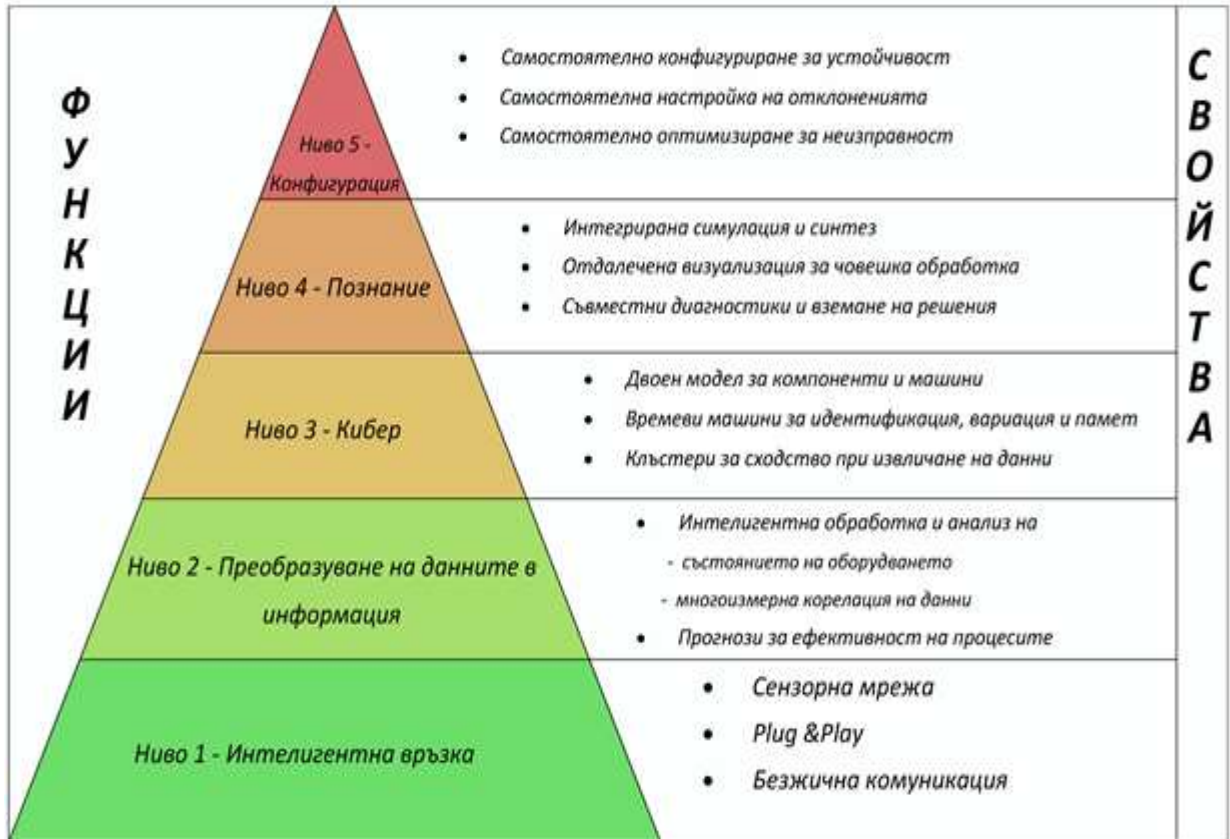 ФУНКЦИИ
СВОЙСТВА
Ниво 5 -
Конфигурация
• Самостоятелно конфигуриране за устойчивост
• Самостоятелна настройка на отклоненията
• Самостоятелно оптимизиране за неизправност
Ниво 4 - Познание
• Интегрирана симулация и синтез
• Отдалечена визуализация за човешка обработка
• Съвместни диагностики и вземане на решения
Ниво 3 - Кибер
• Двоен модел за компоненти и машини
• Времеви машини за идентификация, вариация и памет
• Клъстери за сходство при извличане на данни
Ниво 2 - Преобразуване на данните в
информация
• Интелигентна обработка и анализ на
- състоянието на оборудването
- многоизмерна корелация на данни
• Прогнози за ефективност на процесите
Ниво 1 - Интелигентна връзка
• Сензорна мрежа
• Plug &Play
• Безжична комуникация